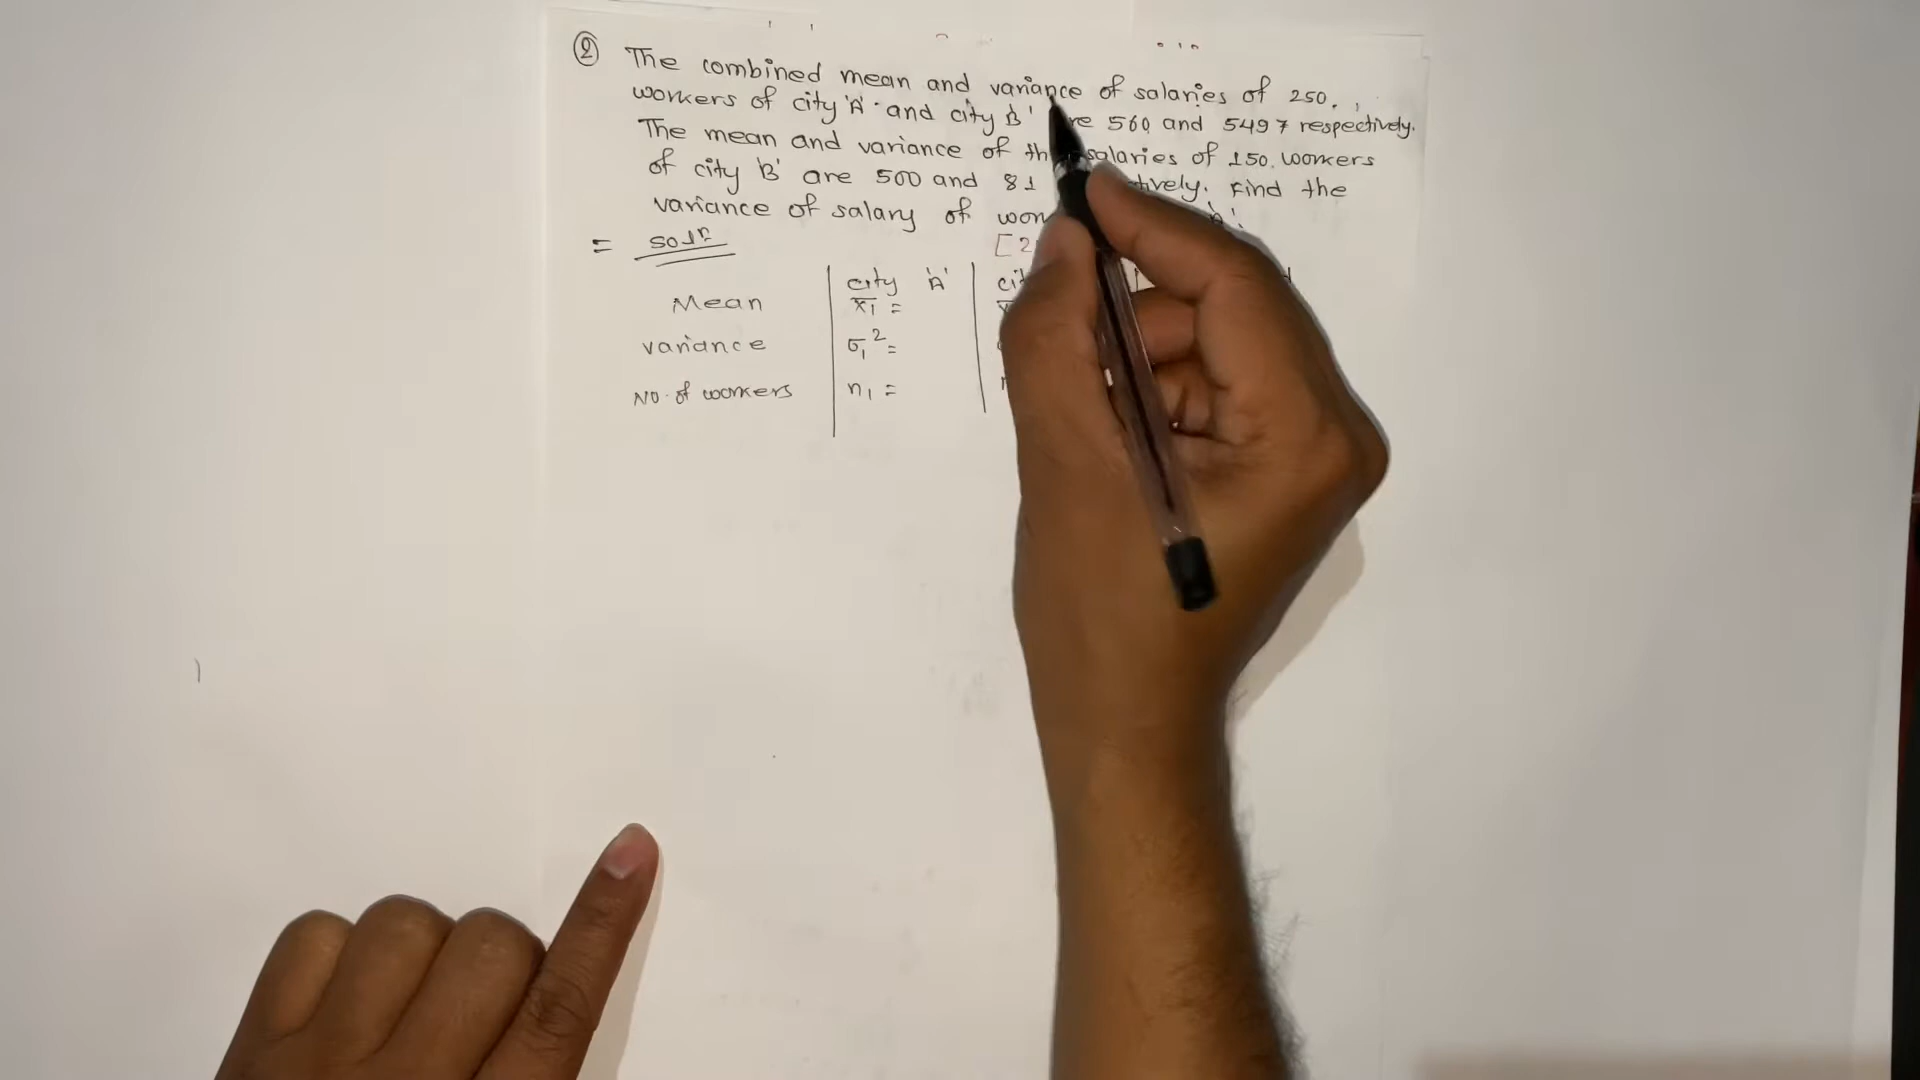 ② The combined mean and variance of salaries of 250.
workers of city 'A' and city 'B' are 560 and 5497 respectively.
The mean and variance of the salaries of 150 workers
of city 'B' are 500 and 81 Find the
variance of salary of 'A'.
= Solⁿ
[2
city 'A'
Mean x̄₁ =
variance σ₁² =
No. of workers n₁ =